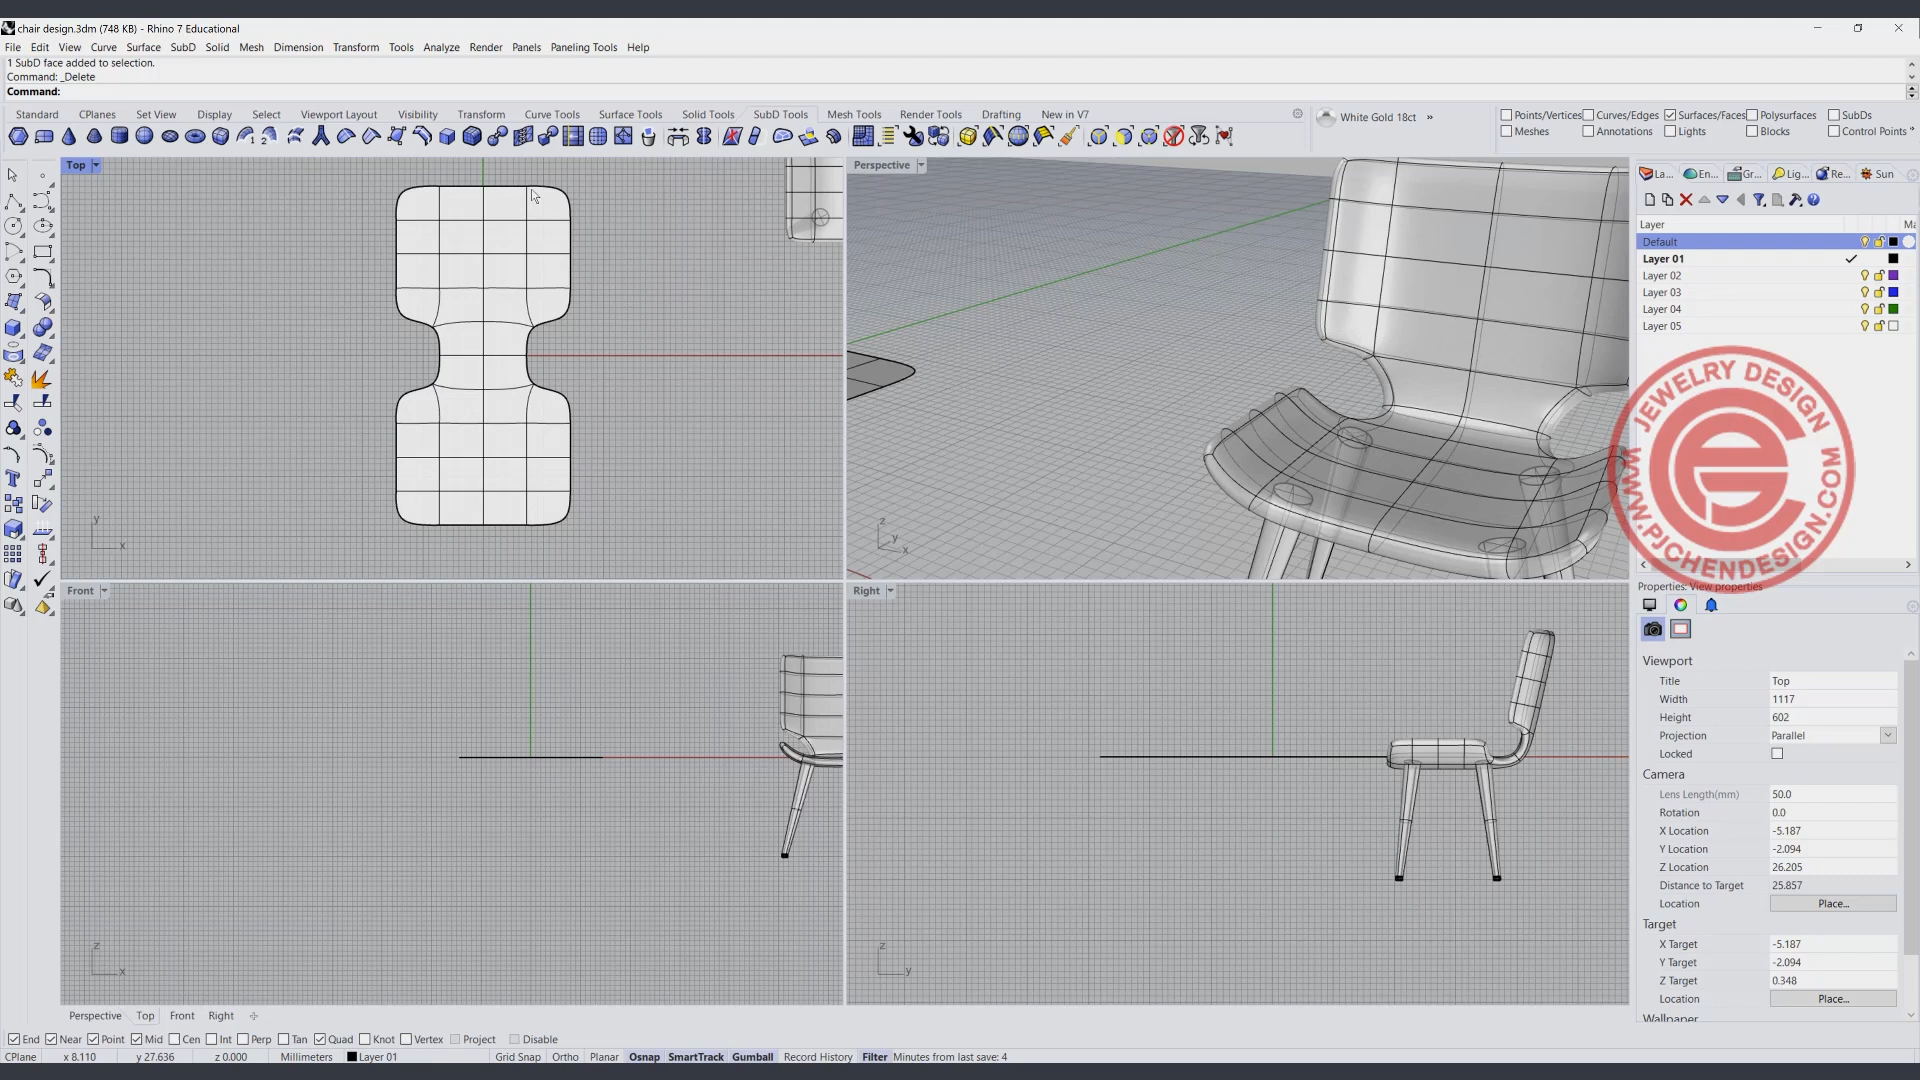 chair design.3dm (748 KB) - Rhino 7 Educational
File Edit View Curve Surface SubD Solid Mesh Dimension Transform Tools Analyze Render Panels Paneling Tools Help
1 SubD face added to selection.
Command: _Delete
Command:
Standard CPlanes Set View Display Select Viewport Layout Visibility Transform Curve Tools Surface Tools Solid Tools SubD Tools Mesh Tools Render Tools Drafting New in V7
White Gold 18ct »
Points/Vertices Curves/Edges Surfaces/Faces Polysurfaces SubDs
Meshes Annotations Lights Blocks Control Points »
Top
Perspective
La... En... Gr... Lig... Re... Sun
Layer Ma
Default
Layer 01
Layer 02
Layer 03
Layer 04
Layer 05
JEWELRY DESIGN
WWW.PJCHENDESIGN.COM
Properties: View properties
Front
Right
Viewport
Title Top
Width 1117
Height 602
Projection Parallel
Locked
Camera
Lens Length(mm) 50.0
Rotation 0.0
X Location -5.187
Y Location -2.094
Z Location 26.205
Distance to Target 25.857
Location Place...
Target
X Target -5.187
Y Target -2.094
Z Target 0.348
Location Place...
Wallpaper
y
x
z
y
x
z
x
z
y
Perspective Top Front Right
End Near Point Mid Cen Int Perp Tan Quad Knot Vertex Project Disable
CPlane x 8.110 y 27.636 z 0.000 Millimeters Layer 01 Grid Snap Ortho Planar Osnap SmartTrack Gumball Record History Filter Minutes from last save: 4